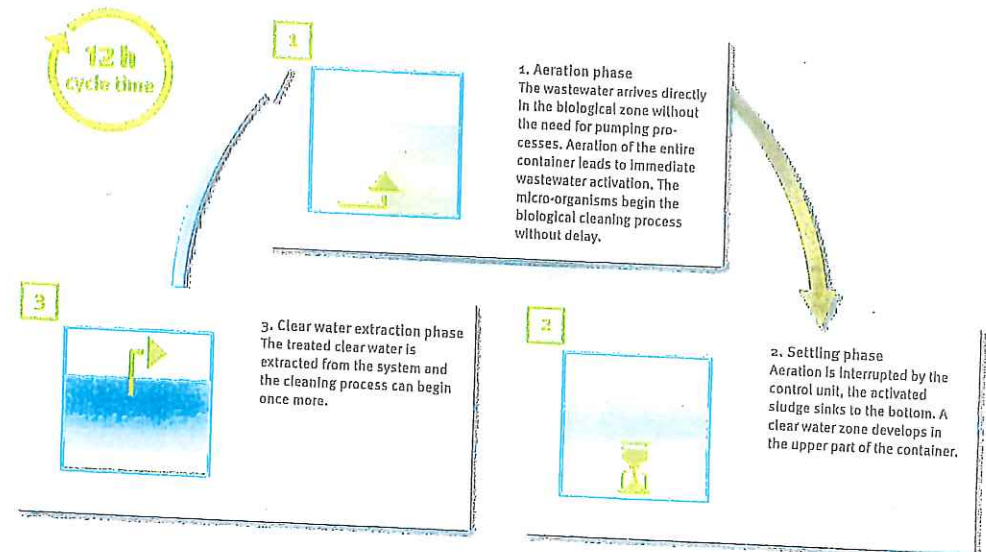 12 h
cycle time
1
1. Aeration phase
The wastewater arrives directly
in the biological zone without
the need for pumping pro-
cesses. Aeration of the entire
container leads to immediate
wastewater activation. The
micro-organisms begin the
biological cleaning process
without delay.
3
3. Clear water extraction phase
The treated clear water is
extracted from the system and
the cleaning process can begin
once more.
2
2. Settling phase
Aeration is interrupted by the
control unit, the activated
sludge sinks to the bottom. A
clear water zone develops in
the upper part of the container.